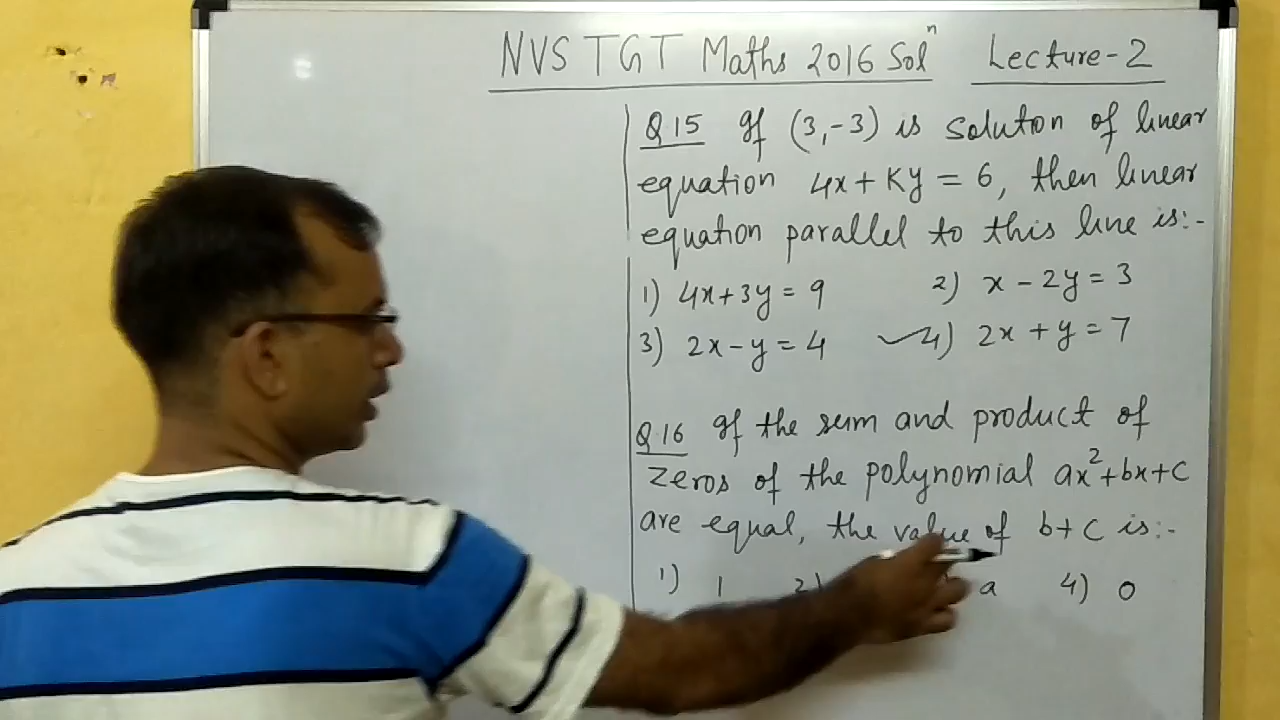 NVS TGT Maths 2016 Solⁿ Lecture-2
Q15 If (3,-3) is solution of linear
equation 4x+Ky = 6, then linear
equation parallel to this line is:-
1) 4x+3y = 9 2) x - 2y = 3
3) 2x-y = 4 4) 2x + y = 7
Q16 If the sum and product of
zeros of the polynomial ax²+bx+c
are equal, the value of b+c is:-
1) 1 2) a 4) 0